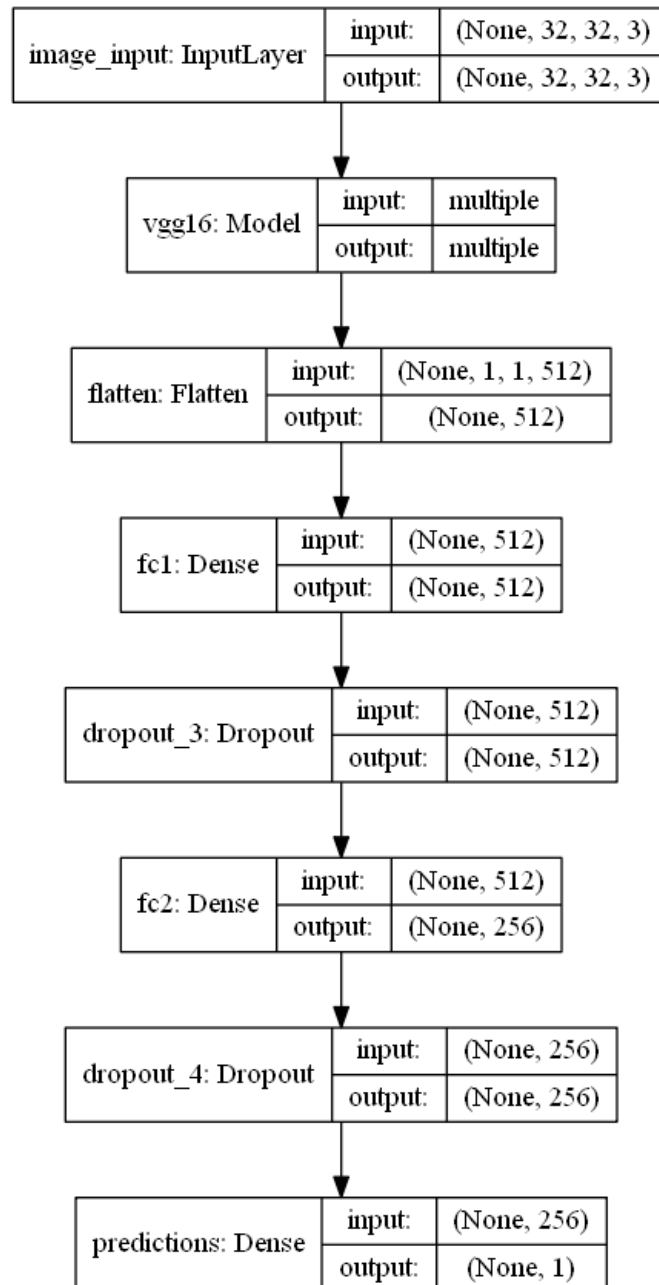 image_input: InputLayer
input: (None, 32, 32, 3)
output: (None, 32, 32, 3)
vgg16: Model
input: multiple
output: multiple
flatten: Flatten
input: (None, 1, 1, 512)
output: (None, 512)
fc1: Dense
input: (None, 512)
output: (None, 512)
dropout_3: Dropout
input: (None, 512)
output: (None, 512)
fc2: Dense
input: (None, 512)
output: (None, 256)
dropout_4: Dropout
input: (None, 256)
output: (None, 256)
predictions: Dense
input: (None, 256)
output: (None, 1)